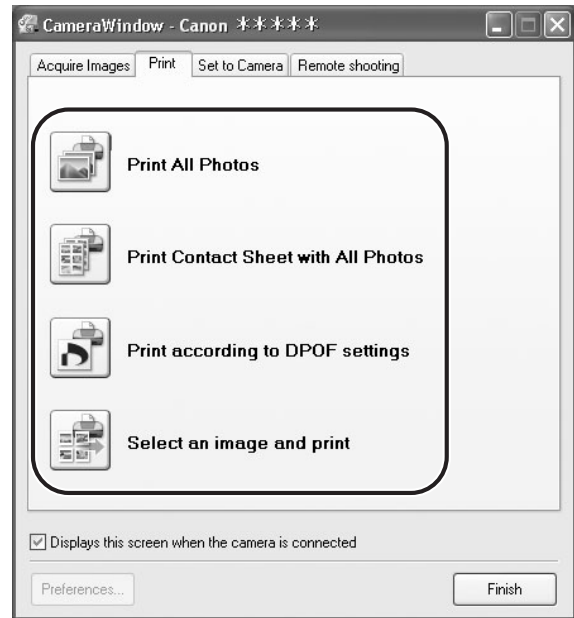 CameraWindow - Canon *****
Acquire Images Print Set to Camera Remote shooting
Print All Photos
Print Contact Sheet with All Photos
Print according to DPOF settings
Select an image and print
Displays this screen when the camera is connected
Preferences... Finish